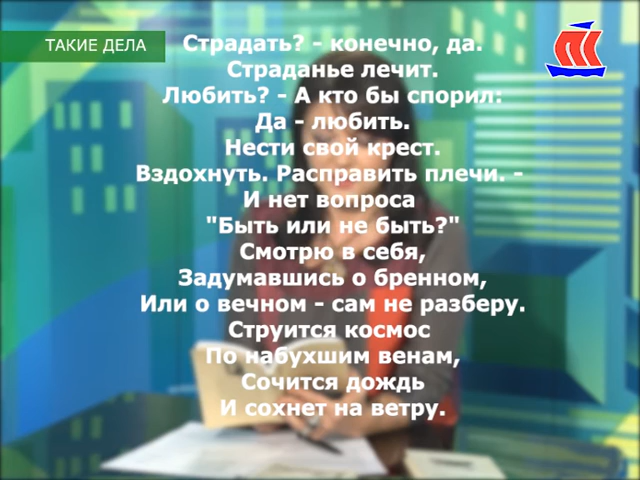 ТАКИЕ ДЕЛА
Страдать? - конечно, да.
Страданье лечит.
Любить? - А кто бы спорил:
Да - любить.
Нести свой крест.
Вздохнуть. Расправить плечи. -
И нет вопроса
"Быть или не быть?"
Смотрю в себя,
Задумавшись о бренном,
Или о вечном - сам не разберу.
Струится космос
По набухшим венам,
Сочится дождь
И сохнет на ветру.